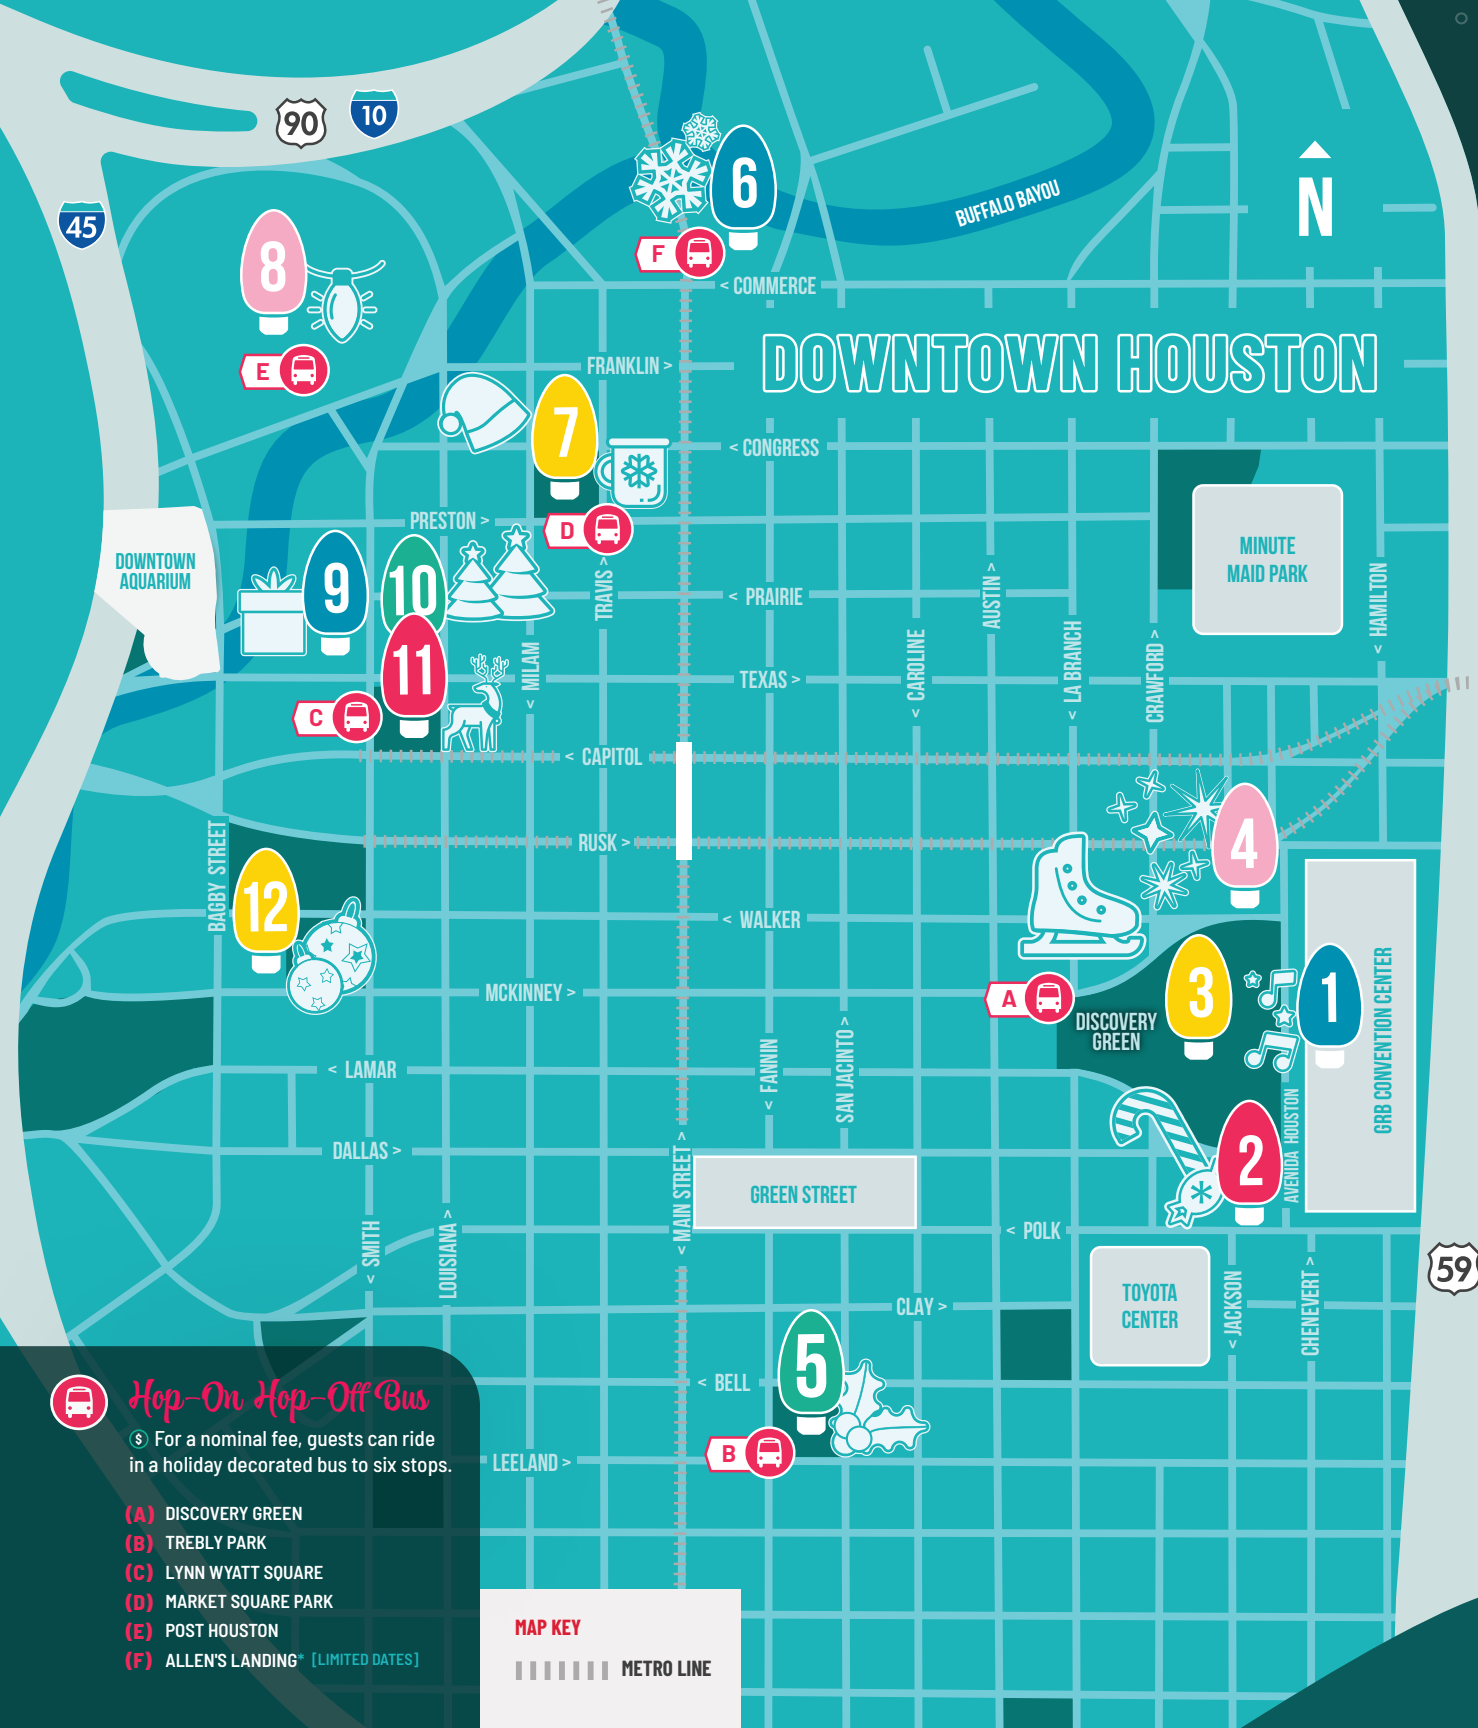 90
10
45
6
BUFFALO BAYOU
N
8
F
< COMMERCE
E
FRANKLIN >
DOWNTOWN HOUSTON
7
< CONGRESS
PRESTON >
D
DOWNTOWN
AQUARIUM
9
10
TRAVIS >
< PRAIRIE
AUSTIN >
MINUTE
MAID PARK
< HAMILTON
11
< MILAM
TEXAS >
< CAROLINE
< LA BRANCH
CRAWFORD >
C
< CAPITOL
RUSK >
4
BAGBY STREET
12
< WALKER
MCKINNEY >
A
3
1
DISCOVERY
GREEN
GRB CONVENTION CENTER
< LAMAR
< FANNIN
SAN JACINTO >
DALLAS >
< MAIN STREET >
2
AVENIDA HOUSTON
GREEN STREET
< SMITH
LOUISIANA >
< POLK
TOYOTA
CENTER
< JACKSON
CHENEVERT >
59
CLAY >
5
< BELL
B
LEELAND >
Hop-On Hop-Off Bus
$ For a nominal fee, guests can ride
in a holiday decorated bus to six stops.
(A) DISCOVERY GREEN
(B) TREBLY PARK
(C) LYNN WYATT SQUARE
(D) MARKET SQUARE PARK
(E) POST HOUSTON
(F) ALLEN'S LANDING* [LIMITED DATES]
MAP KEY
METRO LINE